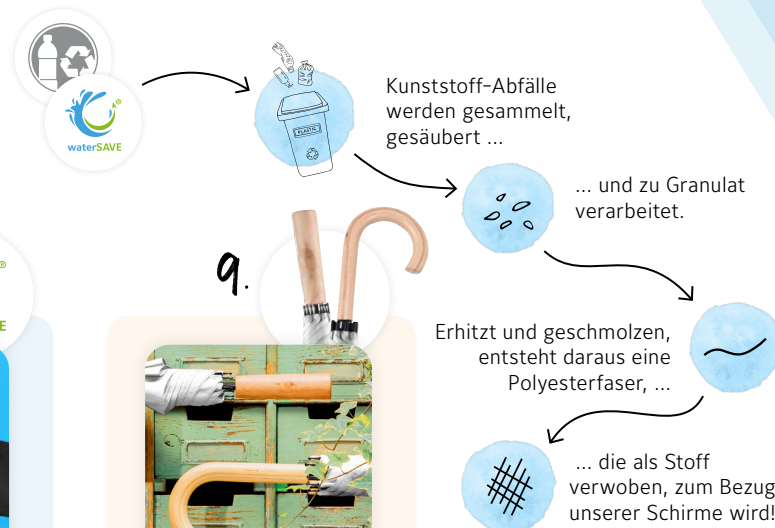 waterSAVE®
PLASTIC
Kunststoff-Abfälle
werden gesammelt,
gesäubert ...
... und zu Granulat
verarbeitet.
®
E
9.
Erhitzt und geschmolzen,
entsteht daraus eine
Polyesterfaser, ...
... die als Stoff
verwoben, zum Bezug
unserer Schirme wird!